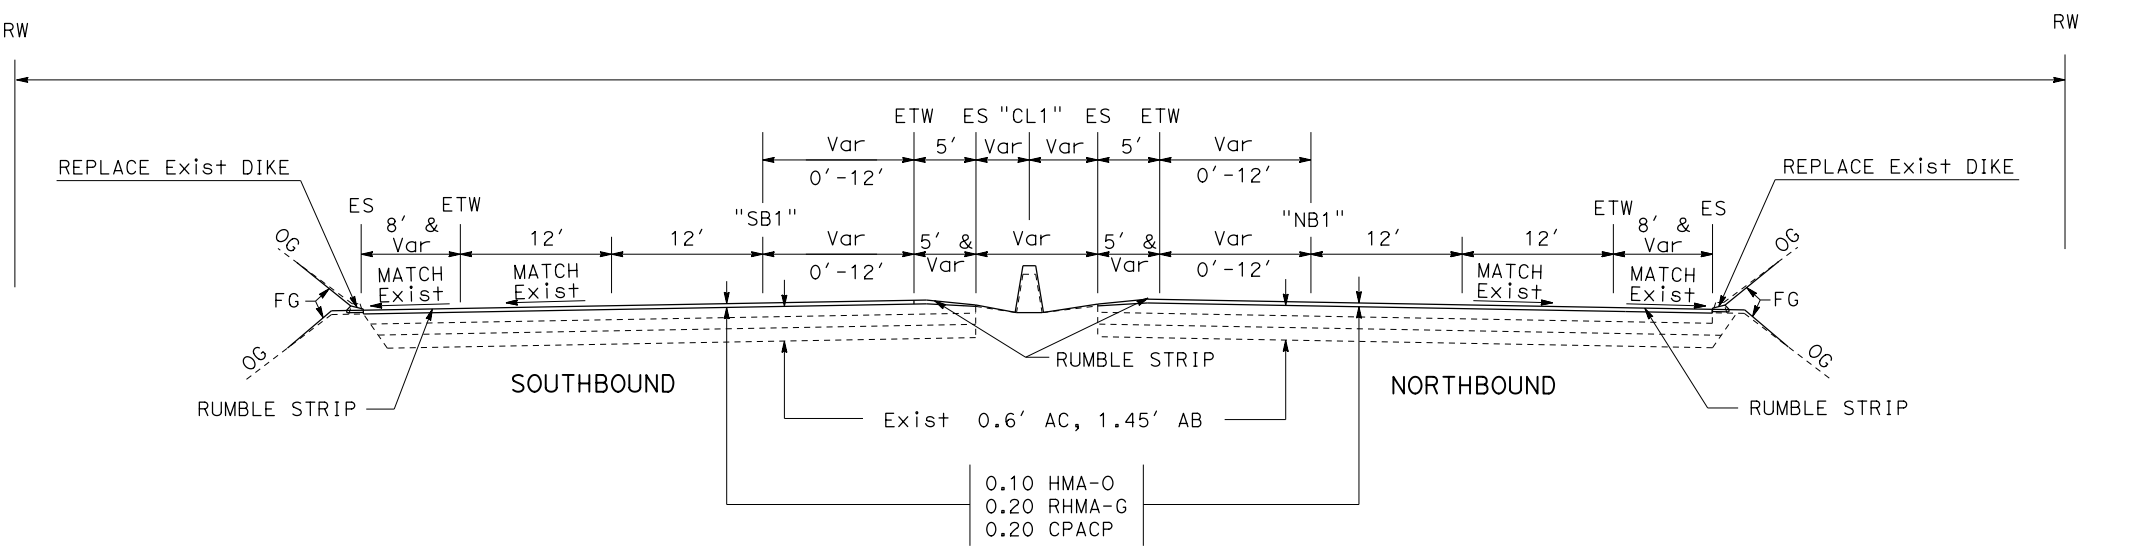 RW
RW
ETW ES "CL1" ES ETW
Var 5' Var Var 5' Var
0'-12' 0'-12'
REPLACE Exist DIKE
REPLACE Exist DIKE
ES ETW "SB1" "NB1" ETW ES
8' & 12' 12' Var 5' & Var 5' & Var 12' 12' 8' &
Var 0'-12' Var Var 0'-12' Var
OG
OG
MATCH
Exist
MATCH
Exist
MATCH
Exist
MATCH
Exist
FG
FG
OG
OG
RUMBLE STRIP
SOUTHBOUND
NORTHBOUND
RUMBLE STRIP
RUMBLE STRIP
Exist 0.6' AC, 1.45' AB
0.10 HMA-O
0.20 RHMA-G
0.20 CPACP